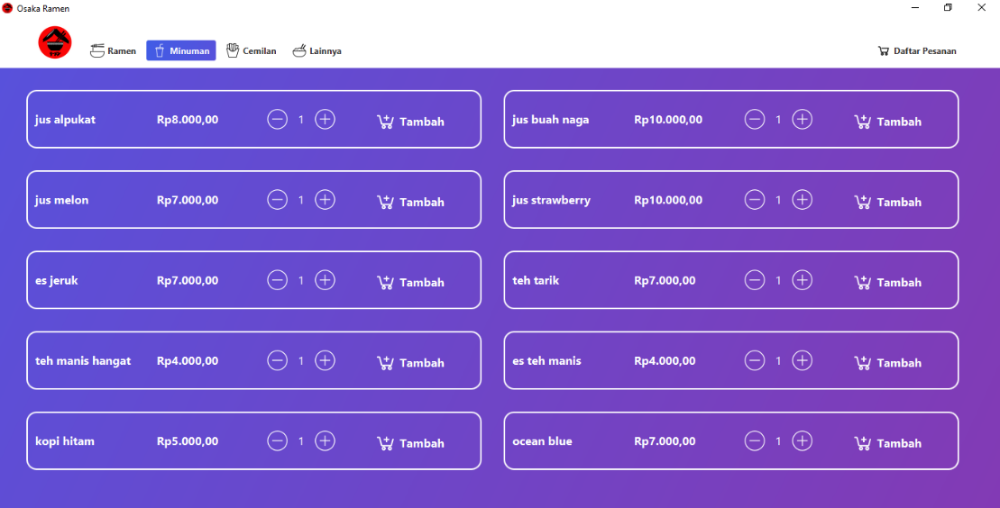 Osaka Ramen
Ramen Minuman Cemilan Lainnya Daftar Pesanan
jus alpukat Rp8.000,00 1 Tambah
jus buah naga Rp10.000,00 1 Tambah
jus melon Rp7.000,00 1 Tambah
jus strawberry Rp10.000,00 1 Tambah
es jeruk Rp7.000,00 1 Tambah
teh tarik Rp7.000,00 1 Tambah
teh manis hangat Rp4.000,00 1 Tambah
es teh manis Rp4.000,00 1 Tambah
kopi hitam Rp5.000,00 1 Tambah
ocean blue Rp7.000,00 1 Tambah